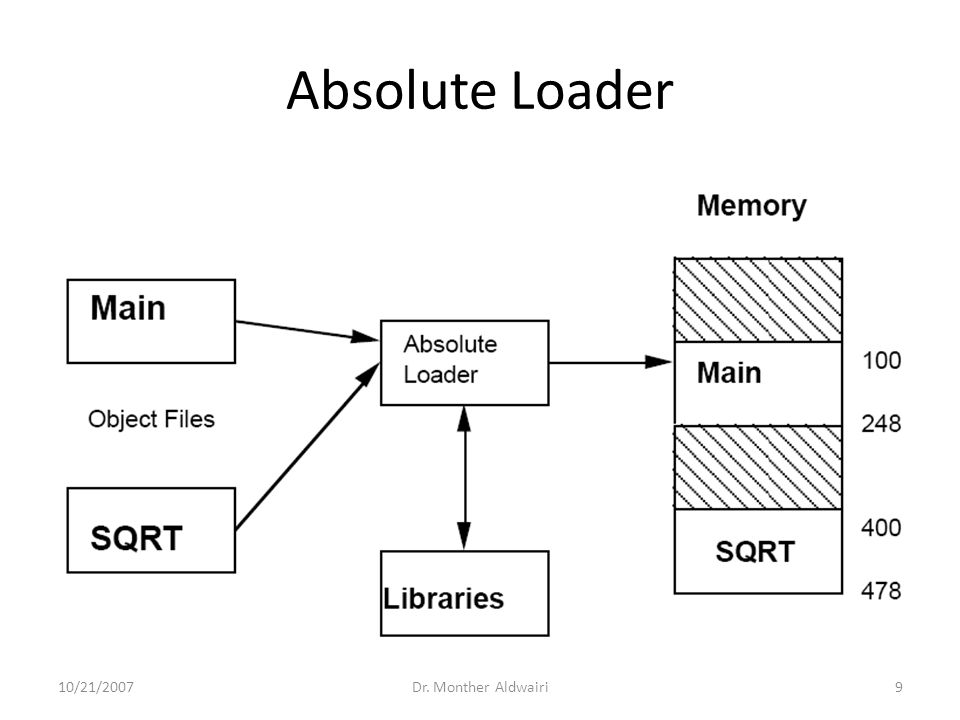 Absolute Loader
Memory
Main
Absolute
Loader
Main
100
Object Files
248
SQRT
400
SQRT
Libraries
478
10/21/2007
Dr. Monther Aldwairi
9